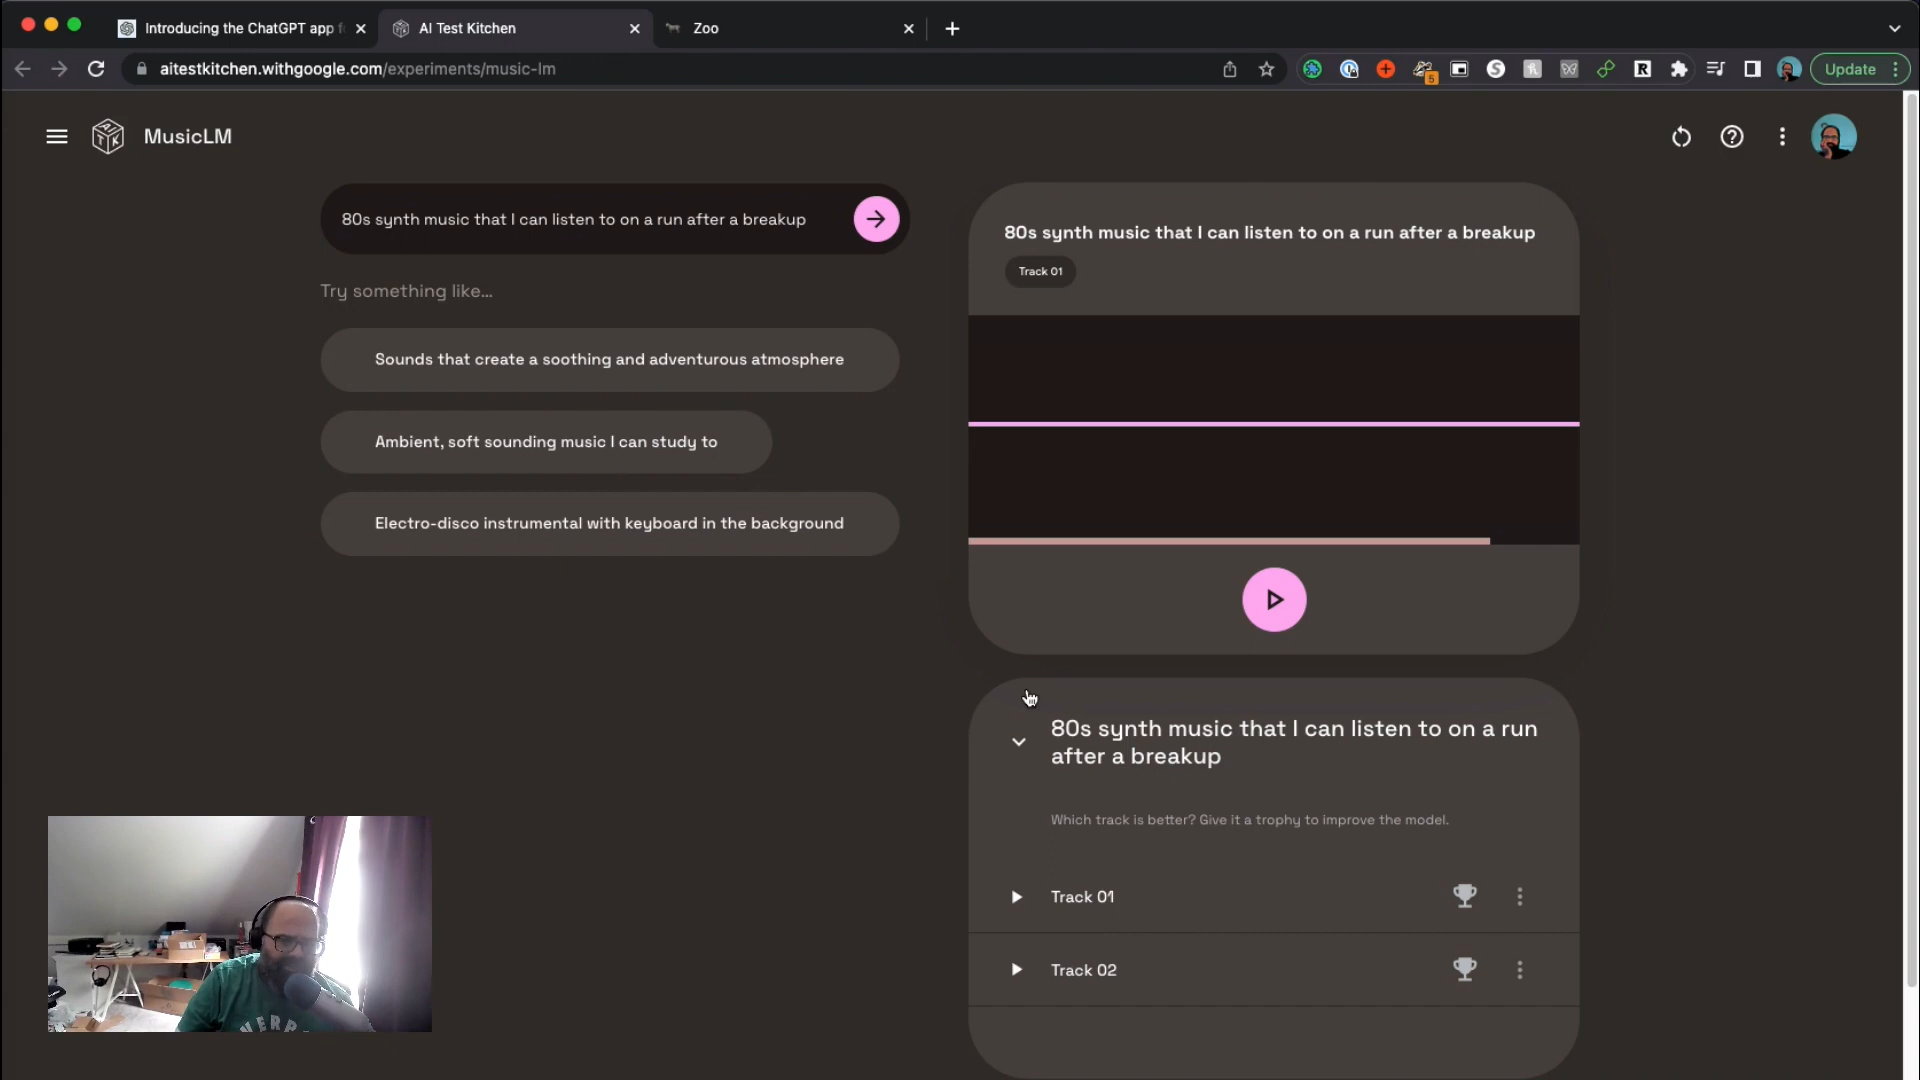 Introducing the ChatGPT app f
AI Test Kitchen
Zoo
aitestkitchen.withgoogle.com/experiments/music-lm
5
S
R
Update
MusicLM
80s synth music that I can listen to on a run after a breakup
Try something like...
Sounds that create a soothing and adventurous atmosphere
Ambient, soft sounding music I can study to
Electro-disco instrumental with keyboard in the background
80s synth music that I can listen to on a run after a breakup
Track 01
80s synth music that I can listen to on a run
after a breakup
Which track is better? Give it a trophy to improve the model.
Track 01
Track 02